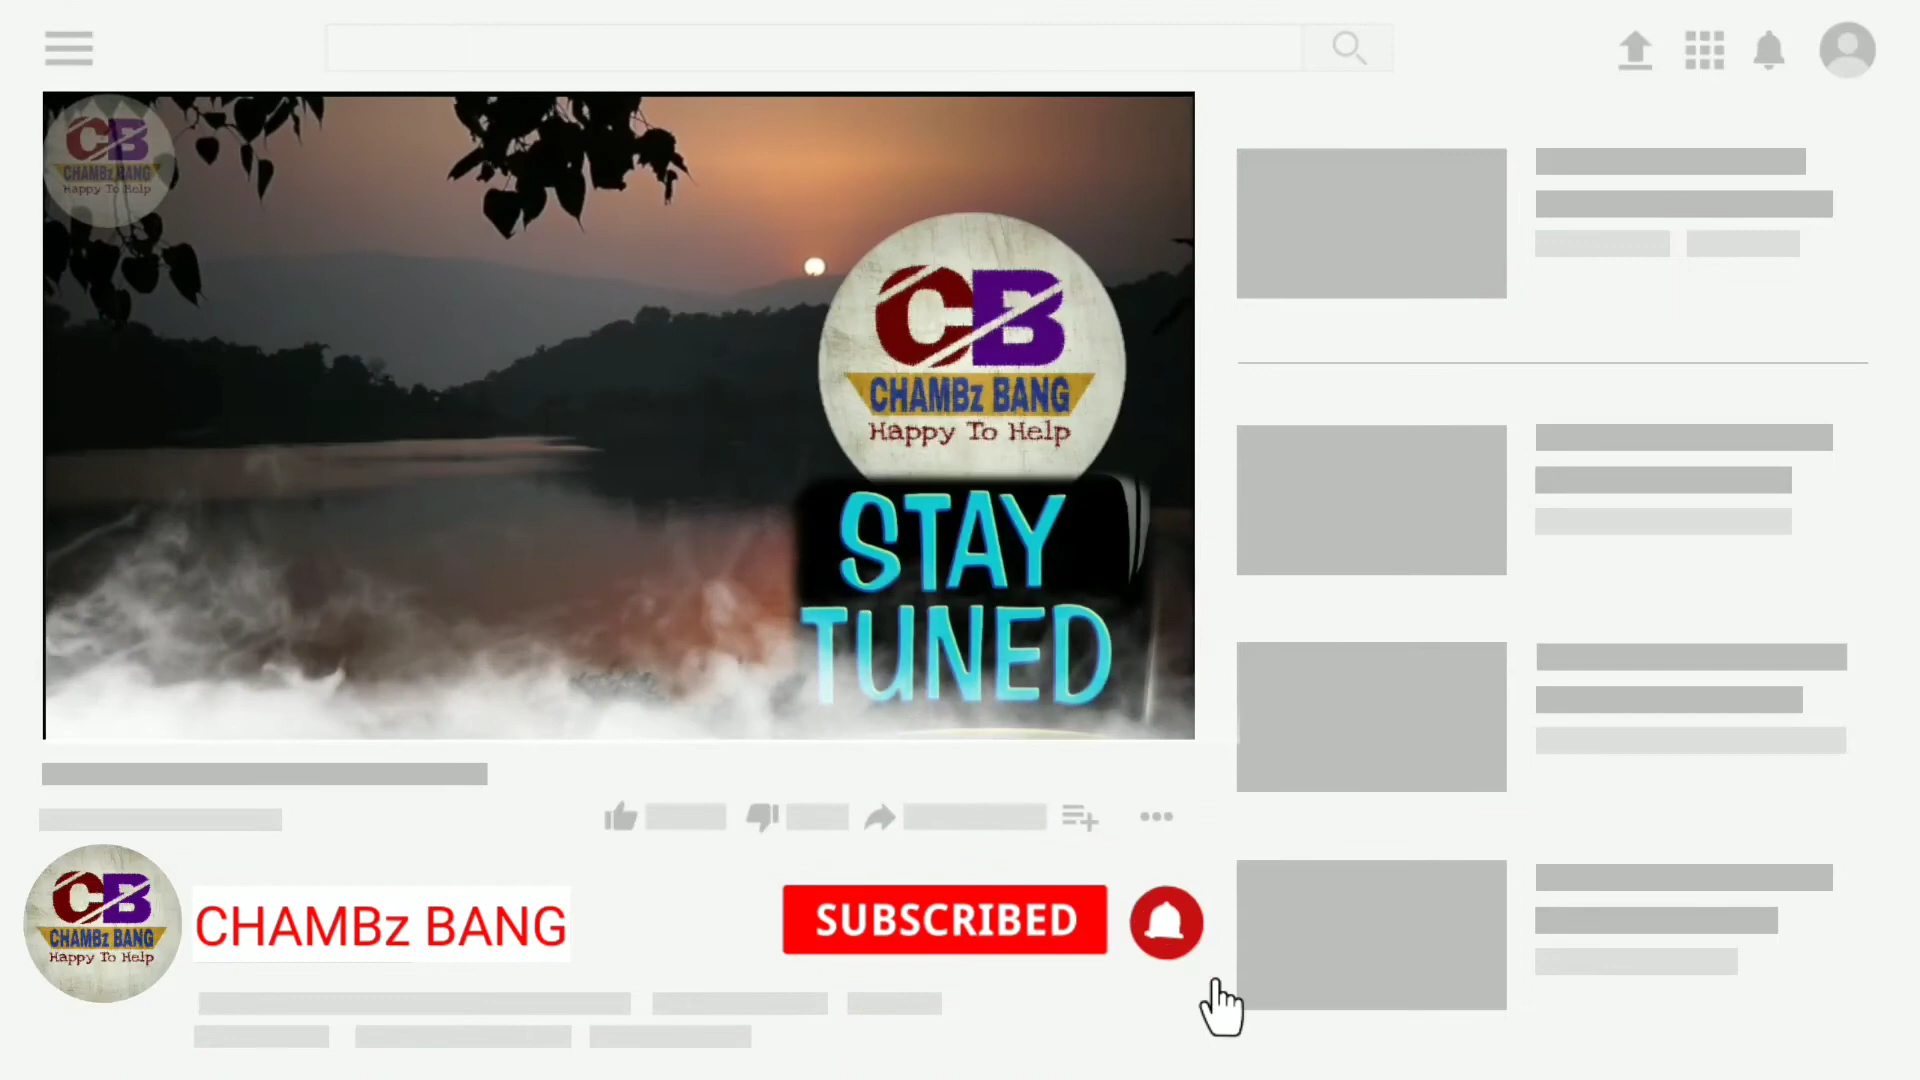 CB
CHAMBz BANG
Happy To Help
CB
CHAMBz BANG
Happy To Help
STAY
TUNED
CB
CHAMBz BANG
Happy To Help
CHAMBz BANG
SUBSCRIBED